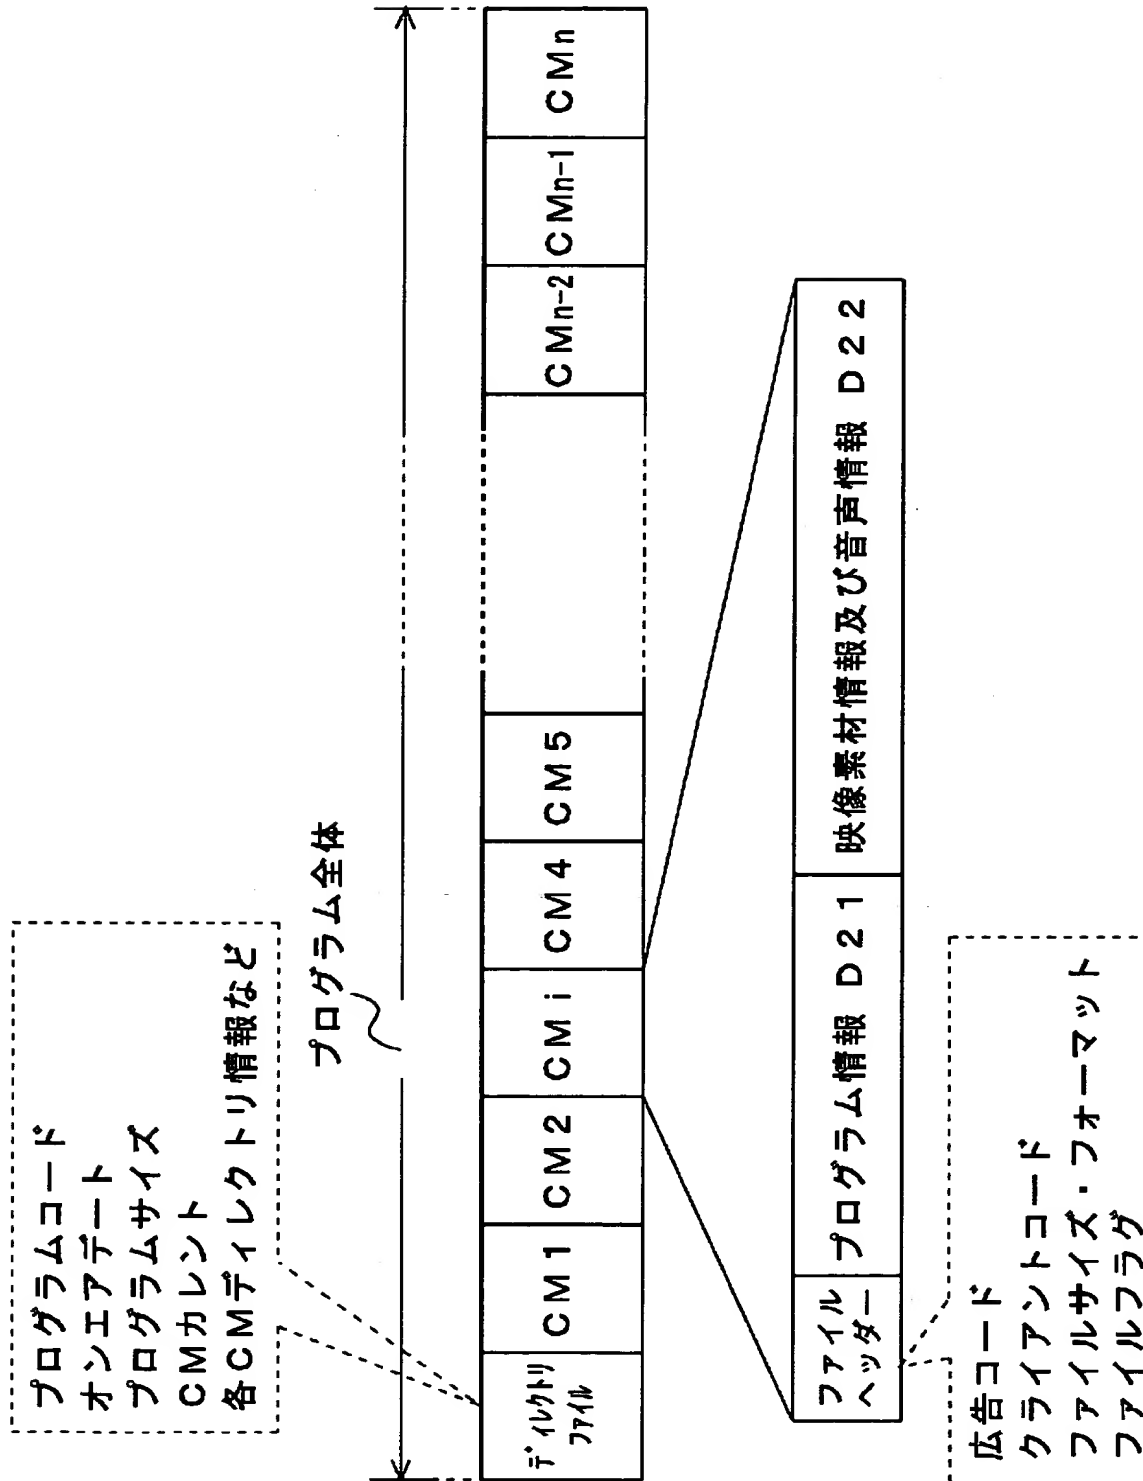 プログラムコード
オンエアデート
プログラムサイズ
CMカレント
各CMディレクトリ情報など
プログラム全体
ディレクトリ
ファイル
CM1
CM2
CMi
CM4
CM5
CMn-2
CMn-1
CMn
ファイル
ヘッダー
プログラム情報 D21
映像素材情報及び音声情報 D22
広告コード
クライアントコード
ファイルサイズ・フォーマット
ファイルフラグ